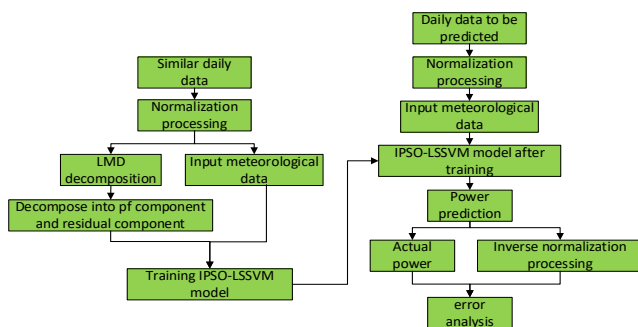 Similar daily
data
Normalization
processing
LMD
decomposition
Input meteorological
data
Decompose into pf component
and residual component
Training IPSO-LSSVM
model
Daily data to be
predicted
Normalization
processing
Input meteorological
data
IPSO-LSSVM model after
training
Power
prediction
Actual
power
Inverse normalization
processing
error
analysis